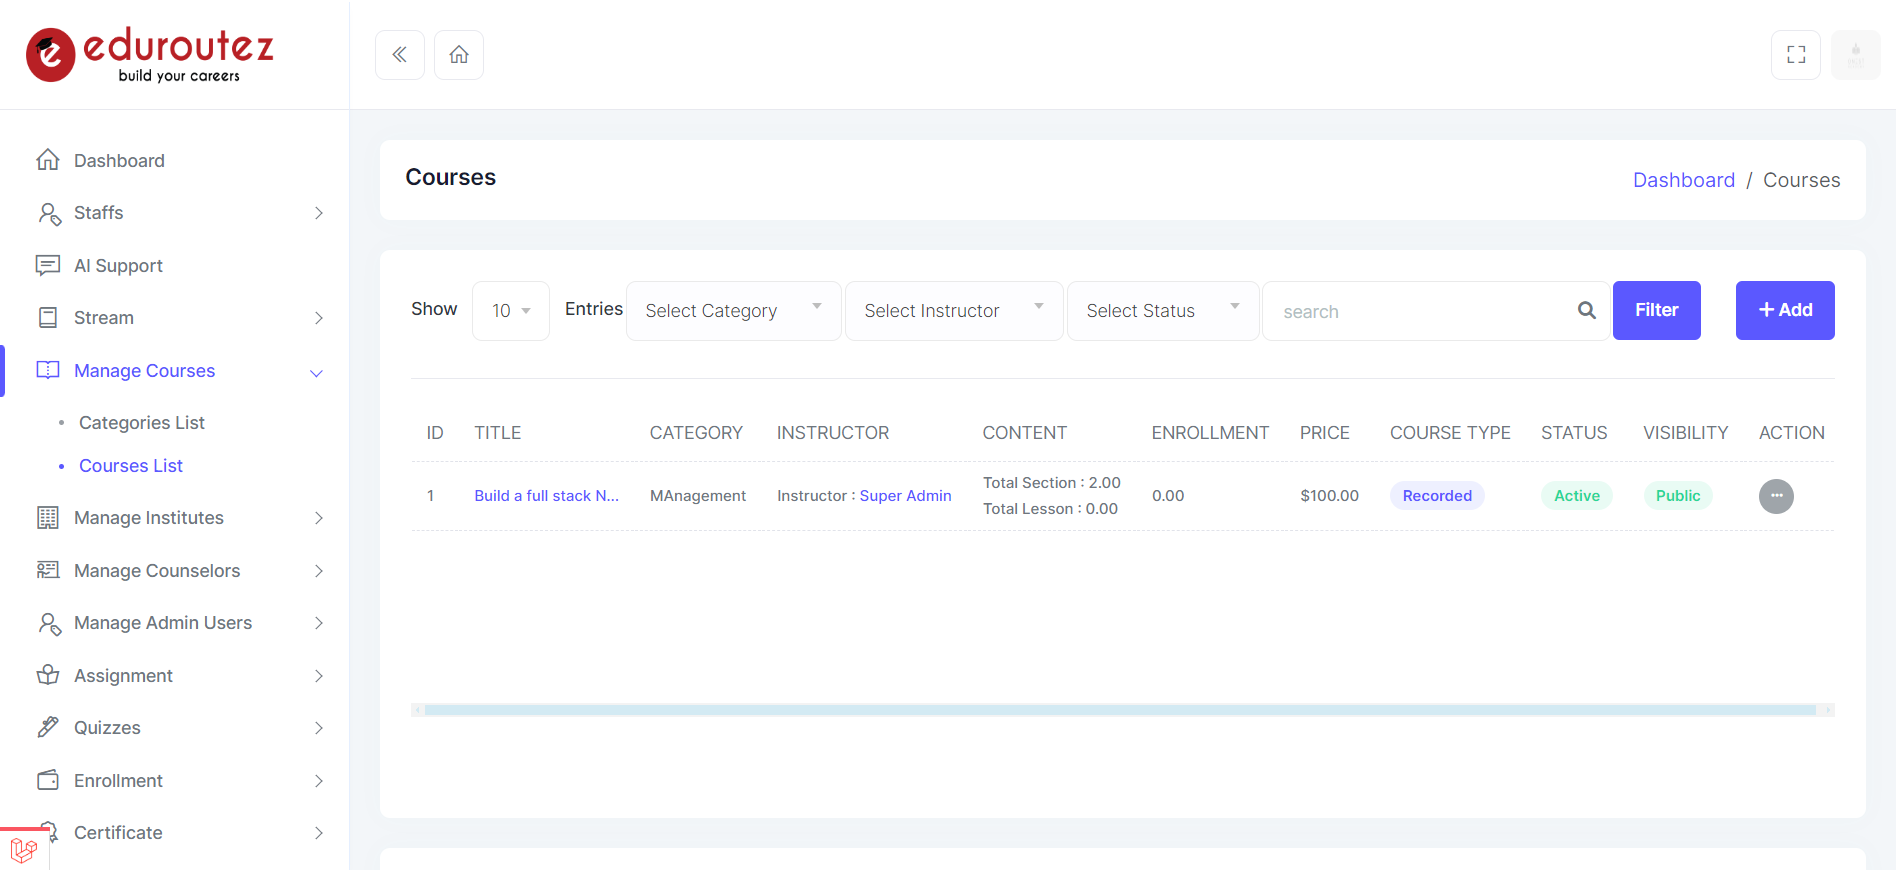 eduroutez
build your careers
Dashboard
Staffs
AI Support
Stream
Manage Courses
Categories List
Courses List
Manage Institutes
Manage Counselors
Manage Admin Users
Assignment
Quizzes
Enrollment
Certificate
Courses
Dashboard / Courses
Show 10 Entries Select Category Select Instructor Select Status search Filter + Add
ID TITLE CATEGORY INSTRUCTOR CONTENT ENROLLMENT PRICE COURSE TYPE STATUS VISIBILITY ACTION
1 Build a full stack N... MAnagement Instructor : Super Admin Total Section : 2.00 0.00 $100.00 Recorded Active Public
Total Lesson : 0.00